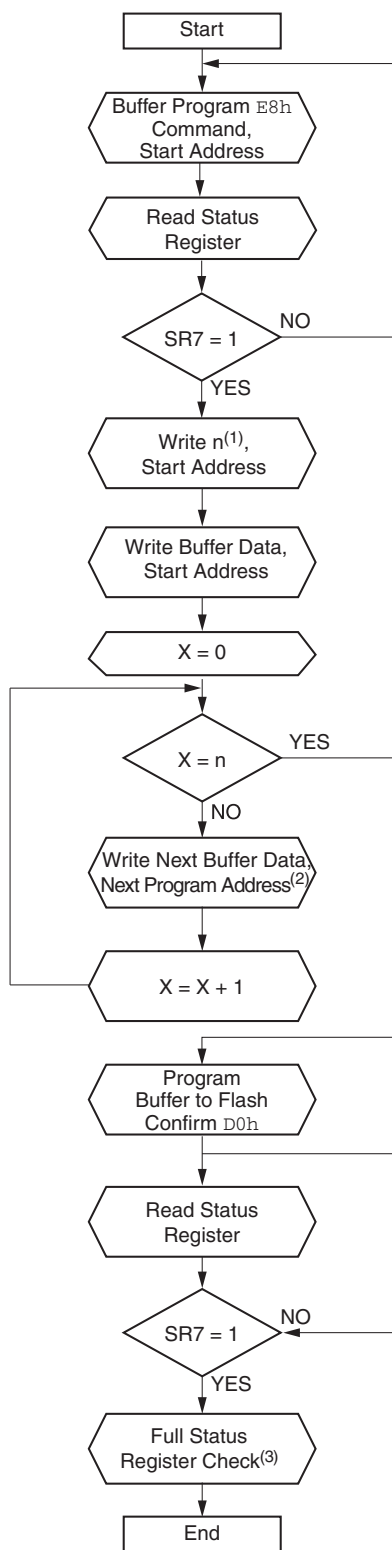 Start
Buffer Program E8h
Command,
Start Address
Read Status
Register
SR7 = 1
NO
YES
Write n(1),
Start Address
Write Buffer Data,
Start Address
X = 0
X = n
YES
NO
Write Next Buffer Data,
Next Program Address(2)
X = X + 1
Program
Buffer to Flash
Confirm D0h
Read Status
Register
SR7 = 1
NO
YES
Full Status
Register Check(3)
End